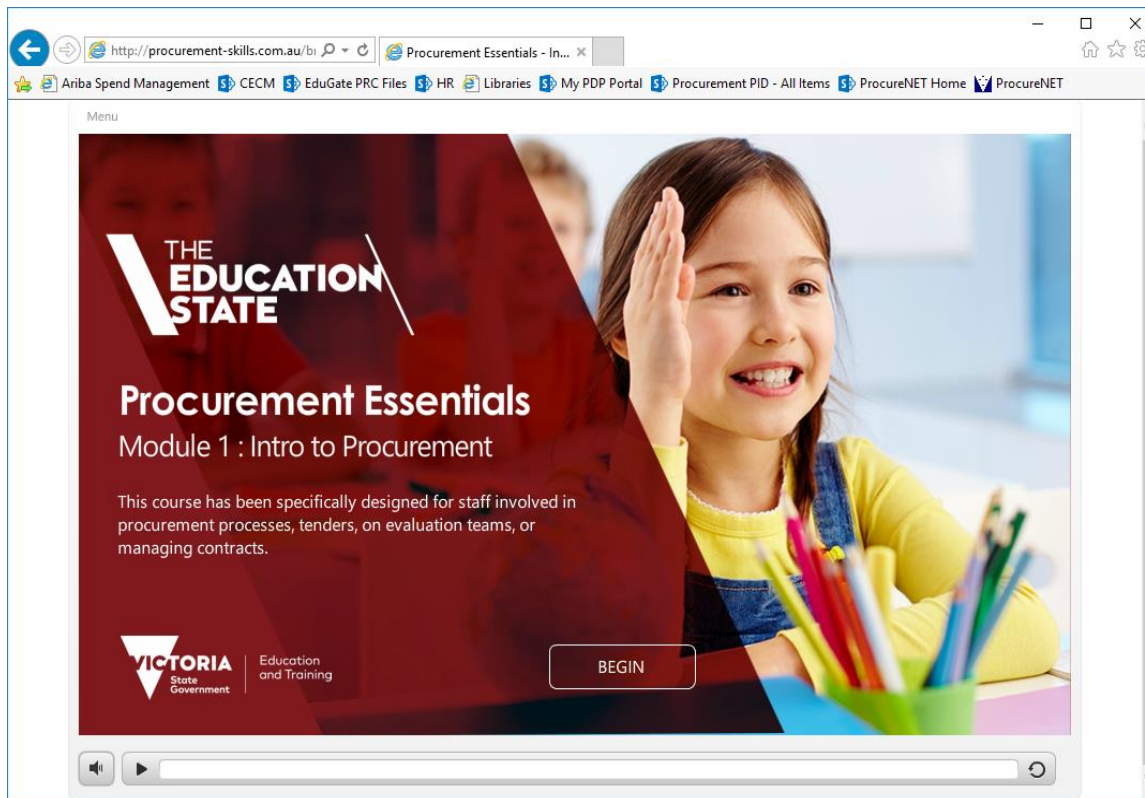 http://procurement-skills.com.au/bi
Procurement Essentials - In...
Ariba Spend Management CECM EduGate PRC Files HR Libraries My PDP Portal Procurement PID - All Items ProcureNET Home ProcureNET
Menu
THE
EDUCATION
STATE
Procurement Essentials
Module 1 : Intro to Procurement
This course has been specifically designed for staff involved in
procurement processes, tenders, on evaluation teams, or
managing contracts.
VICTORIA
State
Government
Education
and Training
BEGIN